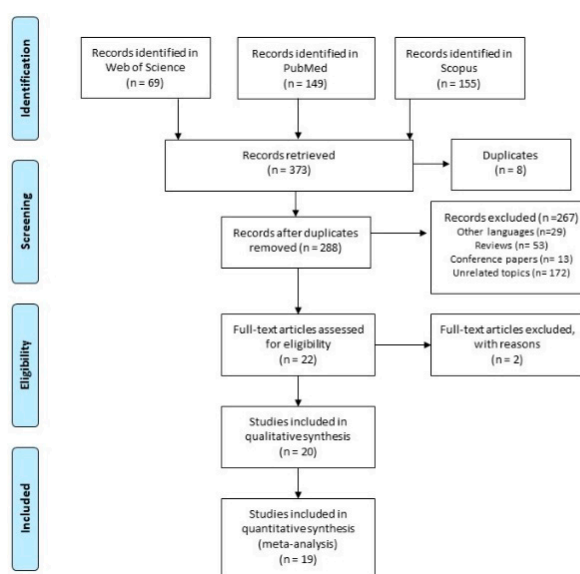 Identification
Records identified in
Web of Science
(n = 69)
Records identified in
PubMed
(n = 149)
Records identified in
Scopus
(n = 155)
Records retrieved
(n = 373)
Duplicates
(n = 8)
Screening
Records after duplicates
removed (n = 288)
Records excluded (n =267)
Other languages (n=29)
Reviews (n= 53)
Conference papers (n= 13)
Unrelated topics (n= 172)
Eligibility
Full-text articles assessed
for eligibility
(n = 22)
Full-text articles excluded,
with reasons
(n = 2)
Studies included in
qualitative synthesis
(n = 20)
Included
Studies included in
quantitative synthesis
(meta-analysis)
(n = 19)